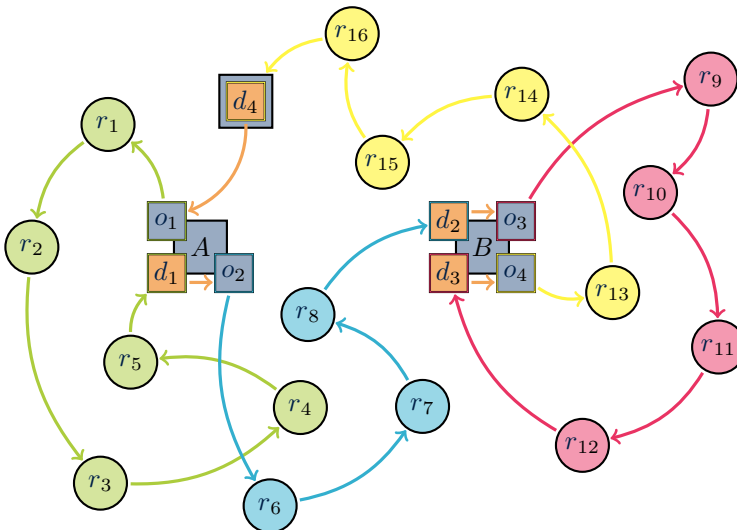 r₁₆
r₉
d₄
r₁₄
r₁
r₁₅
r₁₀
o₁
d₂ o₃
r₂
A
B
d₁ o₂
d₃ o₄
r₁₃
r₈
r₁₁
r₅
r₄
r₇
r₁₂
r₃
r₆